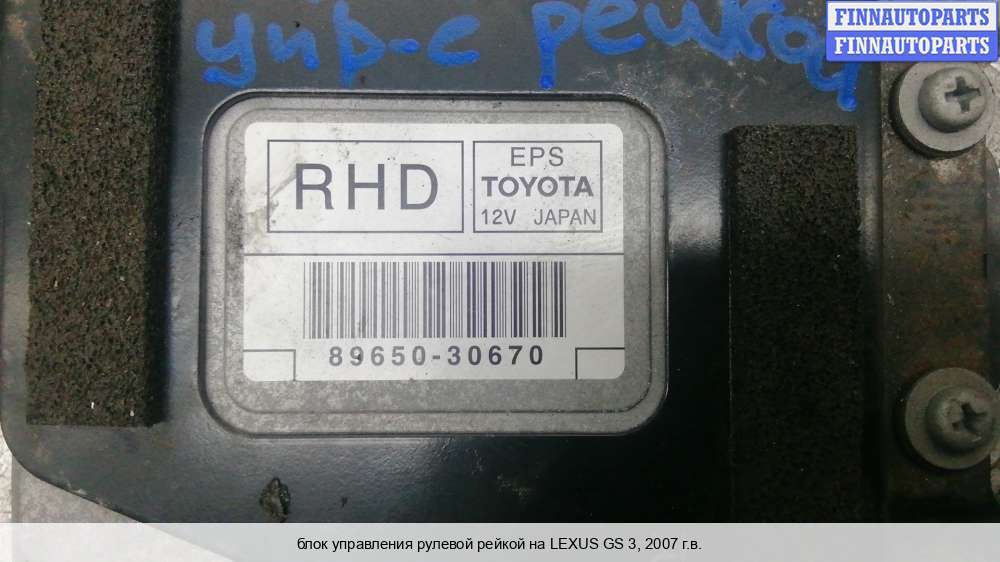 упр-с рейкой
FINNAUTOPARTS
FINNAUTOPARTS
RHD
EPS
TOYOTA
12V JAPAN
89650-30670
блок управления рулевой рейкой на LEXUS GS 3, 2007 г.в.